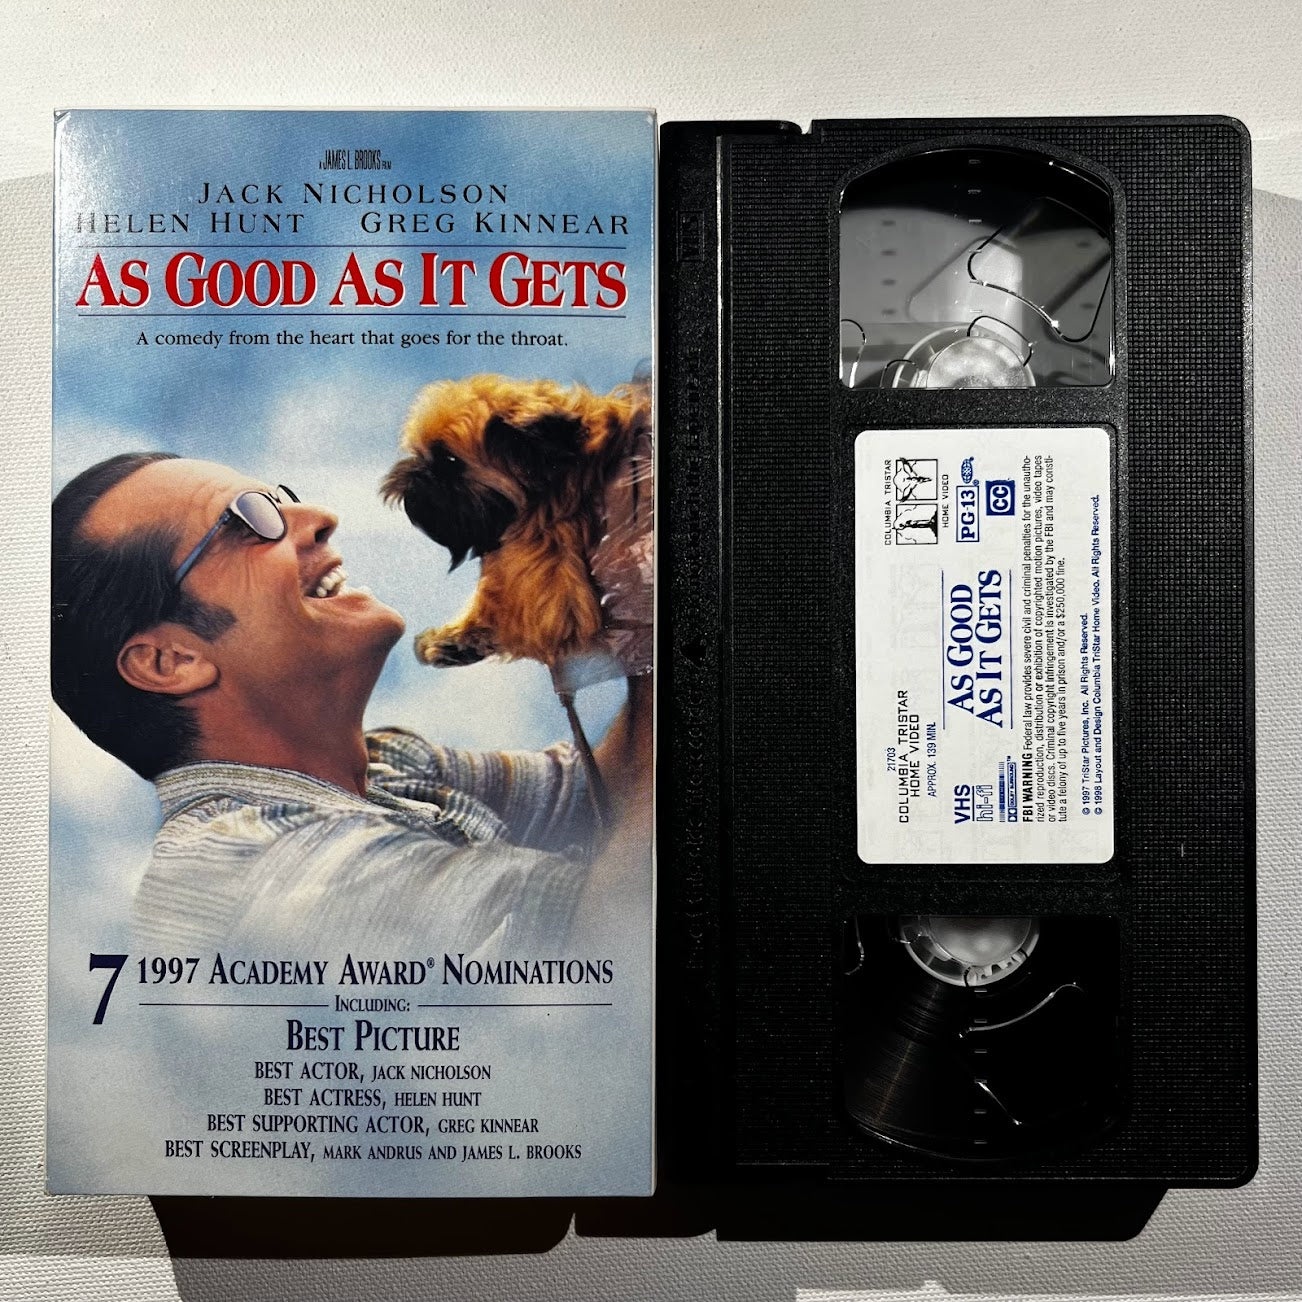 A JAMES L. BROOKS FILM
JACK NICHOLSON
HELEN HUNT GREG KINNEAR
AS GOOD AS IT GETS
A comedy from the heart that goes for the throat.
7 1997 ACADEMY AWARD® NOMINATIONS
INCLUDING:
BEST PICTURE
BEST ACTOR, JACK NICHOLSON
BEST ACTRESS, HELEN HUNT
BEST SUPPORTING ACTOR, GREG KINNEAR
BEST SCREENPLAY, MARK ANDRUS AND JAMES L. BROOKS
VHS
21703
COLUMBIA TRISTAR
HOME VIDEO
APPROX. 139 MIN.
COLUMBIA TRISTAR
HOME VIDEO
AS GOOD
AS IT GETS
PG-13
CC
VHS
hi-fi
DOLBY SURROUND™
FBI WARNING Federal law provides severe civil and criminal penalties for the unautho-
rized reproduction, distribution or exhibition of copyrighted motion pictures, video tapes
or video discs. Criminal copyright infringement is investigated by the FBI and may consti-
tute a felony of up to five years in prison and/or a $250,000 fine.
© 1997 TriStar Pictures, Inc. All Rights Reserved.
© 1998 Layout and Design Columbia TriStar Home Video. All Rights Reserved.